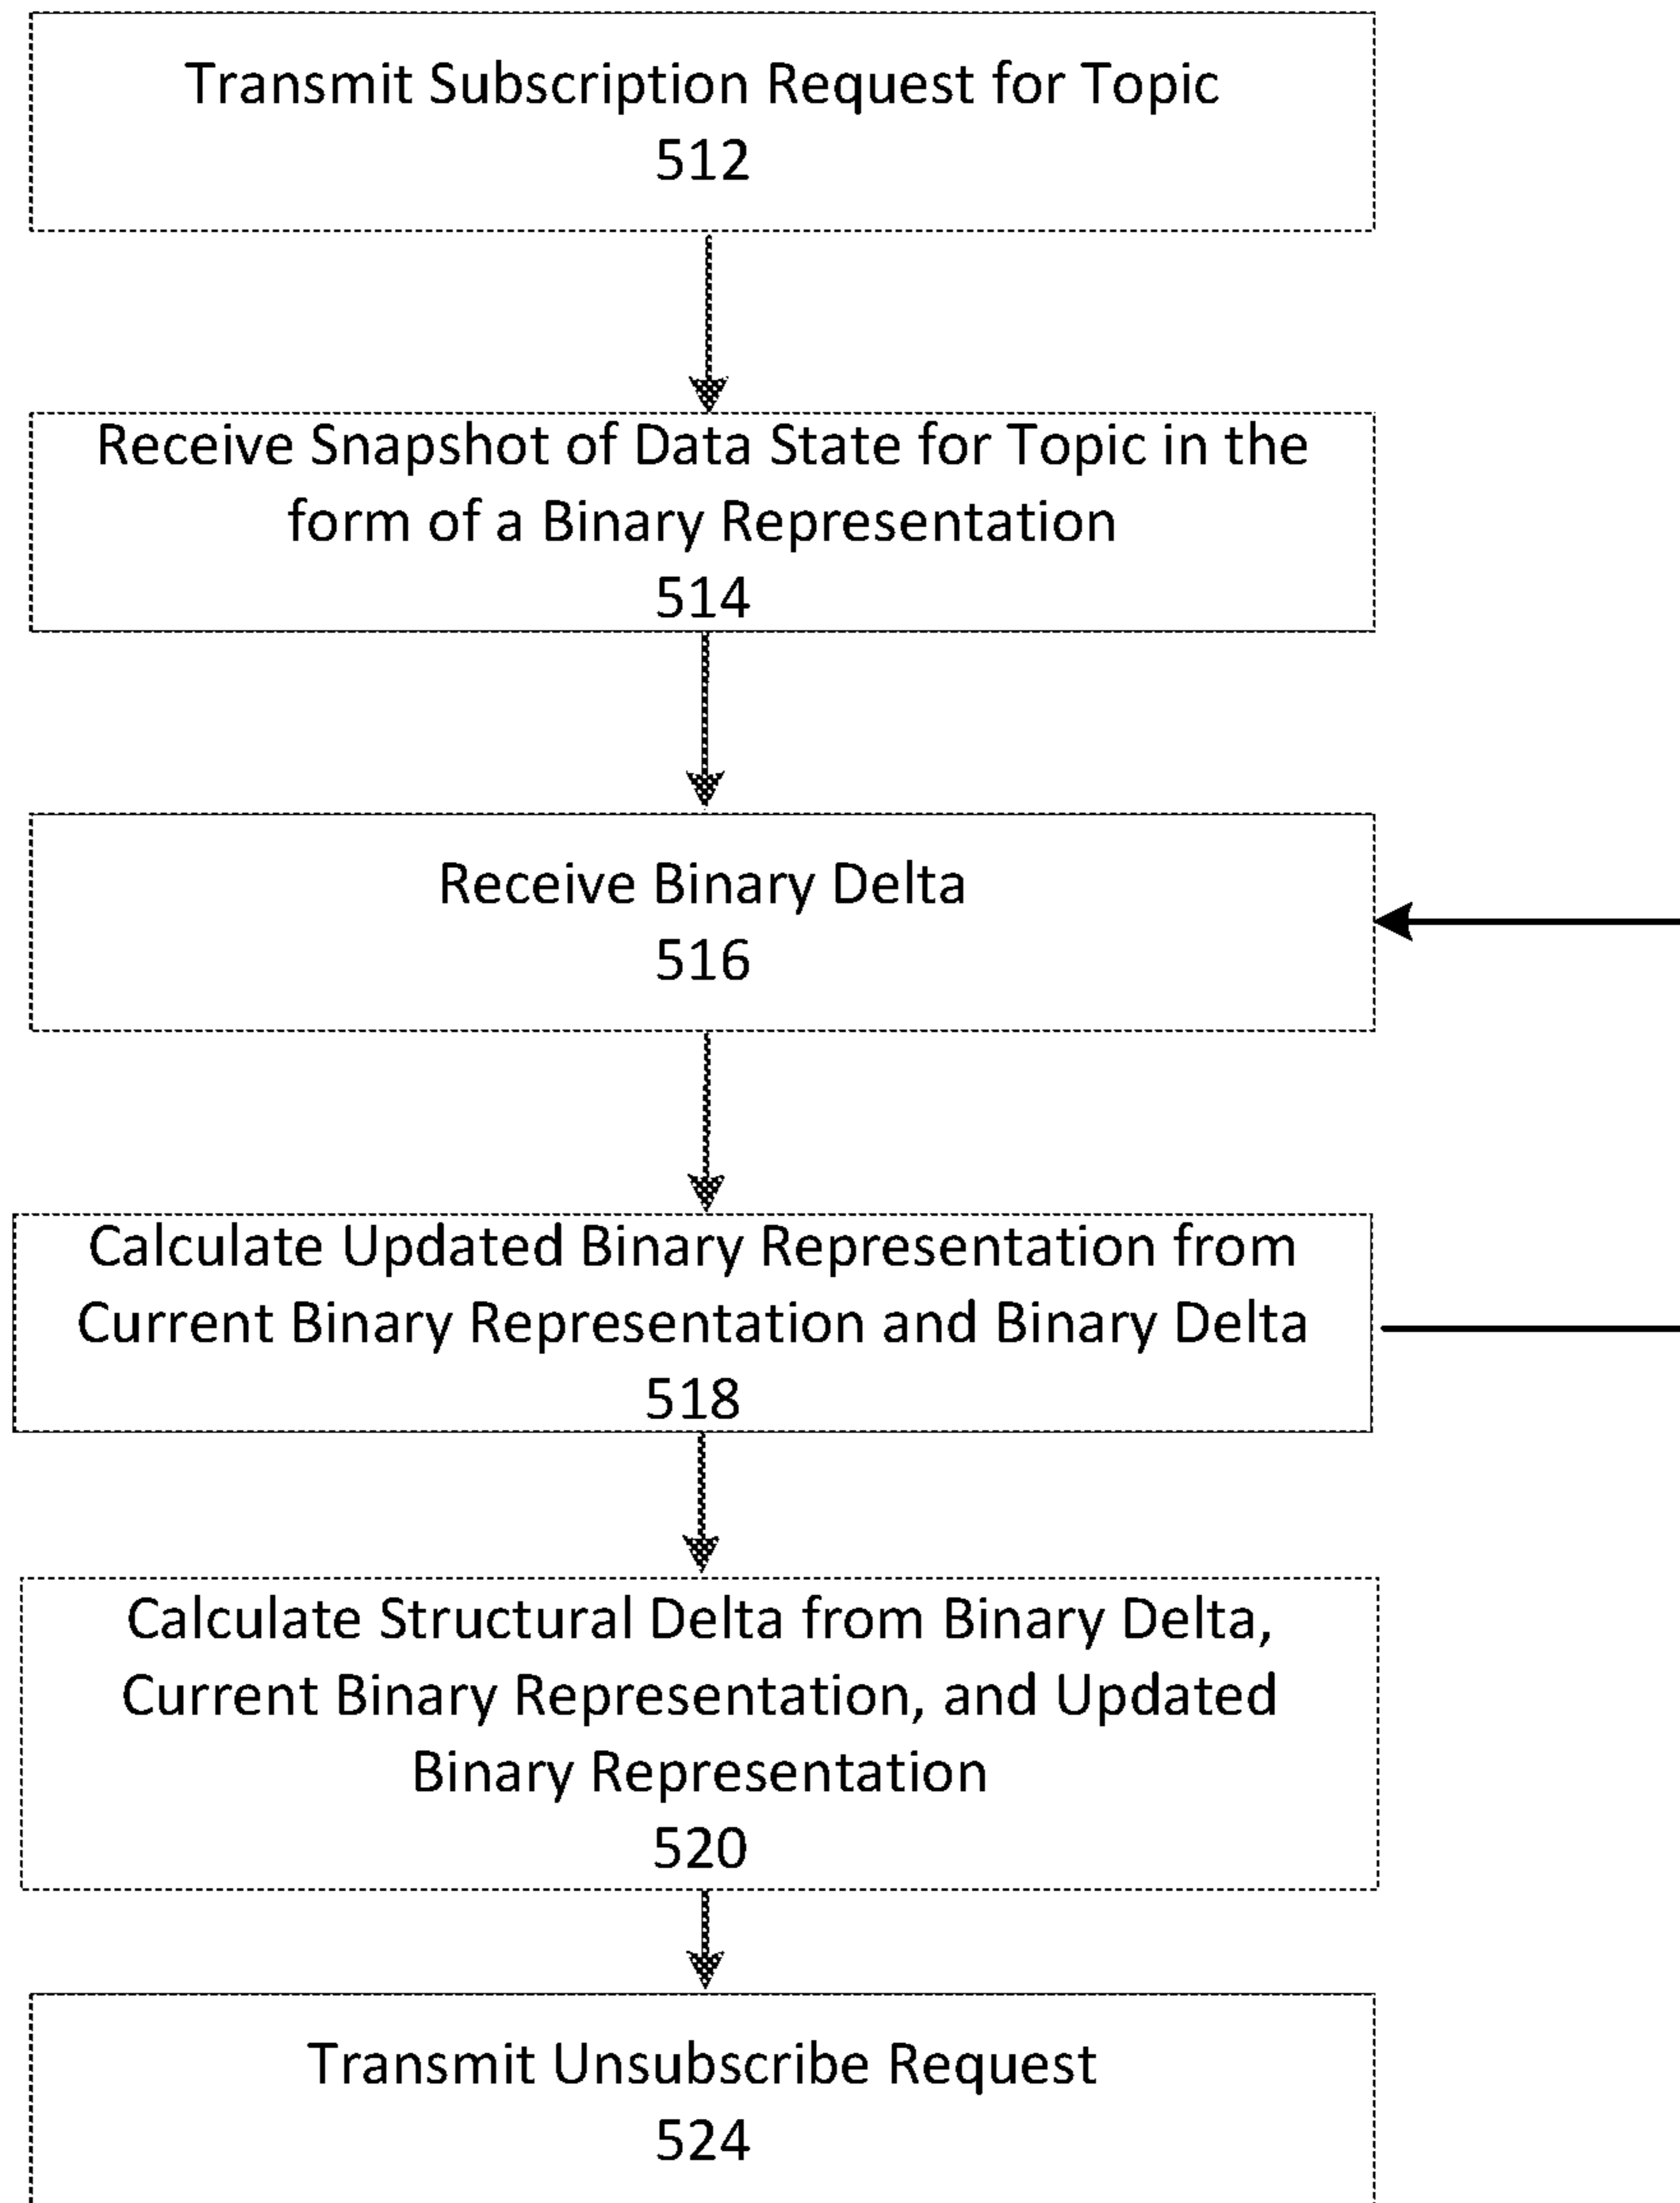 Transmit Subscription Request for Topic
512
Receive Snapshot of Data State for Topic in the
form of a Binary Representation
514
Receive Binary Delta
516
Calculate Updated Binary Representation from
Current Binary Representation and Binary Delta
518
Calculate Structural Delta from Binary Delta,
Current Binary Representation, and Updated
Binary Representation
520
Transmit Unsubscribe Request
524